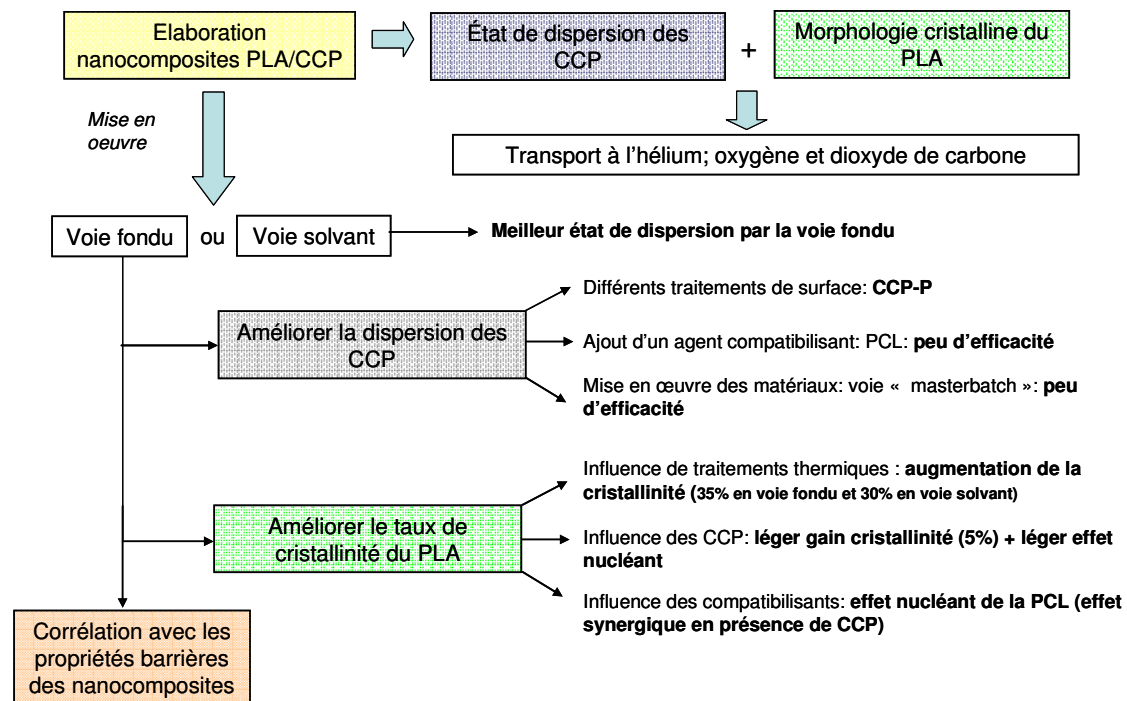 Elaboration
nanocomposites PLA/CCP
État de dispersion des
CCP
+
Morphologie cristalline du
PLA
Mise en
oeuvre
Transport à l'hélium; oxygène et dioxyde de carbone
Voie fondu
ou
Voie solvant
Meilleur état de dispersion par la voie fondu
Différents traitements de surface: CCP-P
Améliorer la dispersion des
CCP
Ajout d'un agent compatibilisant: PCL: peu d'efficacité
Mise en œuvre des matériaux: voie « masterbatch »: peu
d'efficacité
Influence de traitements thermiques : augmentation de la
cristallinité (35% en voie fondu et 30% en voie solvant)
Améliorer le taux de
cristallinité du PLA
Influence des CCP: léger gain cristallinité (5%) + léger effet
nucléant
Influence des compatibilisants: effet nucléant de la PCL (effet
synergique en présence de CCP)
Corrélation avec les
propriétés barrières
des nanocomposites